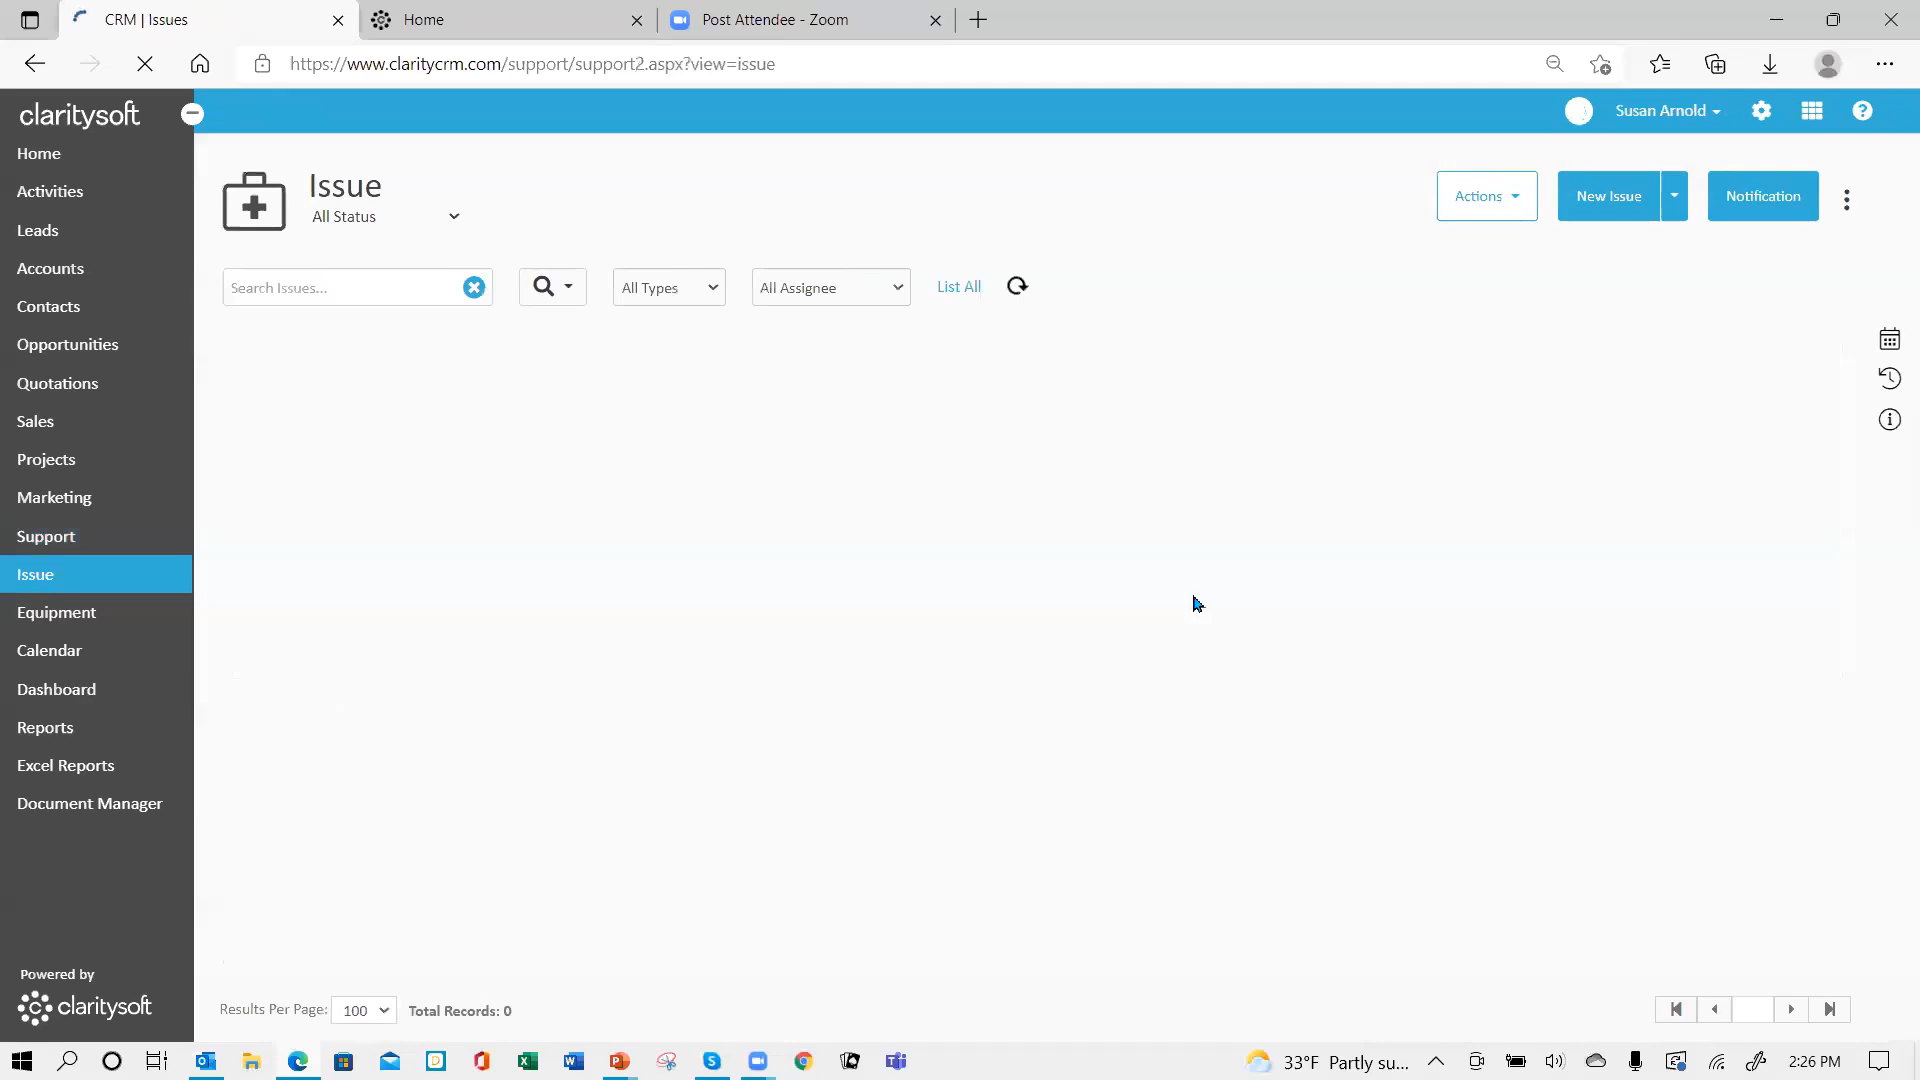 CRM | Issues
Home
Post Attendee - Zoom
https://www.claritycrm.com/support/support2.aspx?view=issue
claritysoft
Susan Arnold
Home
Activities
Leads
Accounts
Contacts
Opportunities
Quotations
Sales
Projects
Marketing
Support
Issue
Equipment
Calendar
Dashboard
Reports
Excel Reports
Document Manager
Powered by
claritysoft
Issue
All Status
Actions
New Issue
Notification
Search Issues...
All Types
All Assignee
List All
Results Per Page: 100 Total Records: 0
33°F Partly su...
2:26 PM